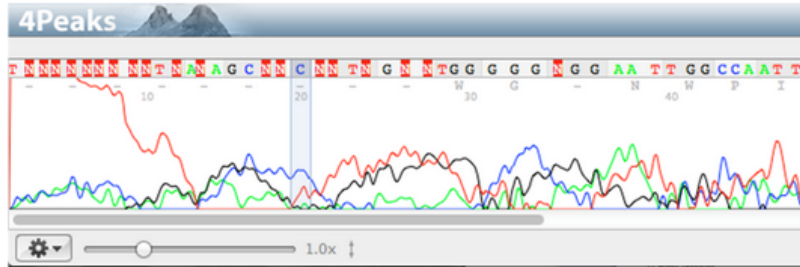 4Peaks
T N N N N N N N N T N A N A G C N N C N N T N G N N T G G G G G N G G A A T T G G C C A A T T
- - - - - - - W G - N W P I
10 20 30 40
1.0x